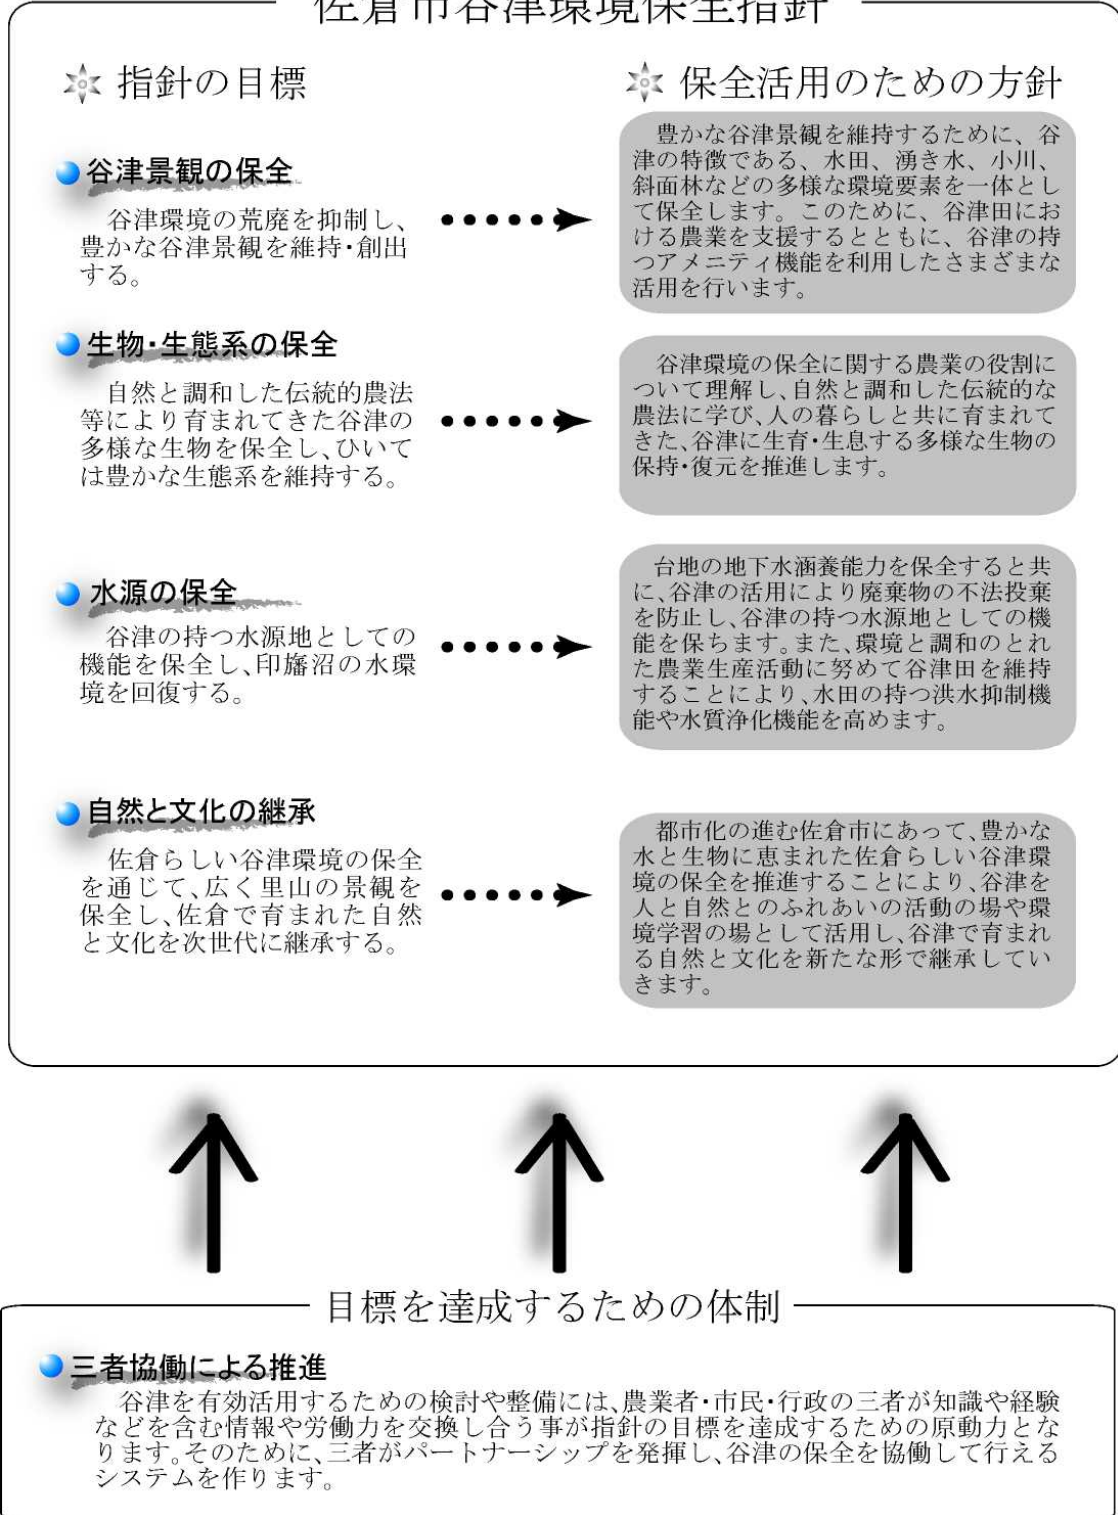 佐倉市谷津環境保全指針
指針の目標
保全活用のための方針
谷津景観の保全
谷津環境の荒廃を抑制し、
豊かな谷津景観を維持・創出
する。
豊かな谷津景観を維持するために、谷
津の特徴である、水田、湧き水、小川、
斜面林などの多様な環境要素を一体とし
て保全します。このために、谷津田にお
ける農業を支援するとともに、谷津の持
つアメニティ機能を利用したさまざまな
活用を行います。
生物・生態系の保全
自然と調和した伝統的農法
等により育まれてきた谷津の
多様な生物を保全し、ひいて
は豊かな生態系を維持する。
谷津環境の保全に関する農業の役割に
ついて理解し、自然と調和した伝統的な
農法に学び、人の暮らしと共に育まれて
きた、谷津に生育・生息する多様な生物の
保持・復元を推進します。
水源の保全
谷津の持つ水源地としての
機能を保全し、印旛沼の水環
境を回復する。
台地の地下水涵養能力を保全すると共
に、谷津の活用により廃棄物の不法投棄
を防止し、谷津の持つ水源地としての機
能を保ちます。また、環境と調和のとれ
た農業生産活動に努めて谷津田を維持
することにより、水田の持つ洪水抑制機
能や水質浄化機能を高めます。
自然と文化の継承
佐倉らしい谷津環境の保全
を通じて、広く里山の景観を
保全し、佐倉で育まれた自然
と文化を次世代に継承する。
都市化の進む佐倉市にあって、豊かな
水と生物に恵まれた佐倉らしい谷津環
境の保全を推進することにより、谷津を
人と自然とのふれあいの活動の場や環
境学習の場として活用し、谷津で育まれ
る自然と文化を新たな形で継承してい
きます。
目標を達成するための体制
三者協働による推進
谷津を有効活用するための検討や整備には、農業者・市民・行政の三者が知識や経験
などを含む情報や労働力を交換し合う事が指針の目標を達成するための原動力とな
ります。そのために、三者がパートナーシップを発揮し、谷津の保全を協働して行える
システムを作ります。